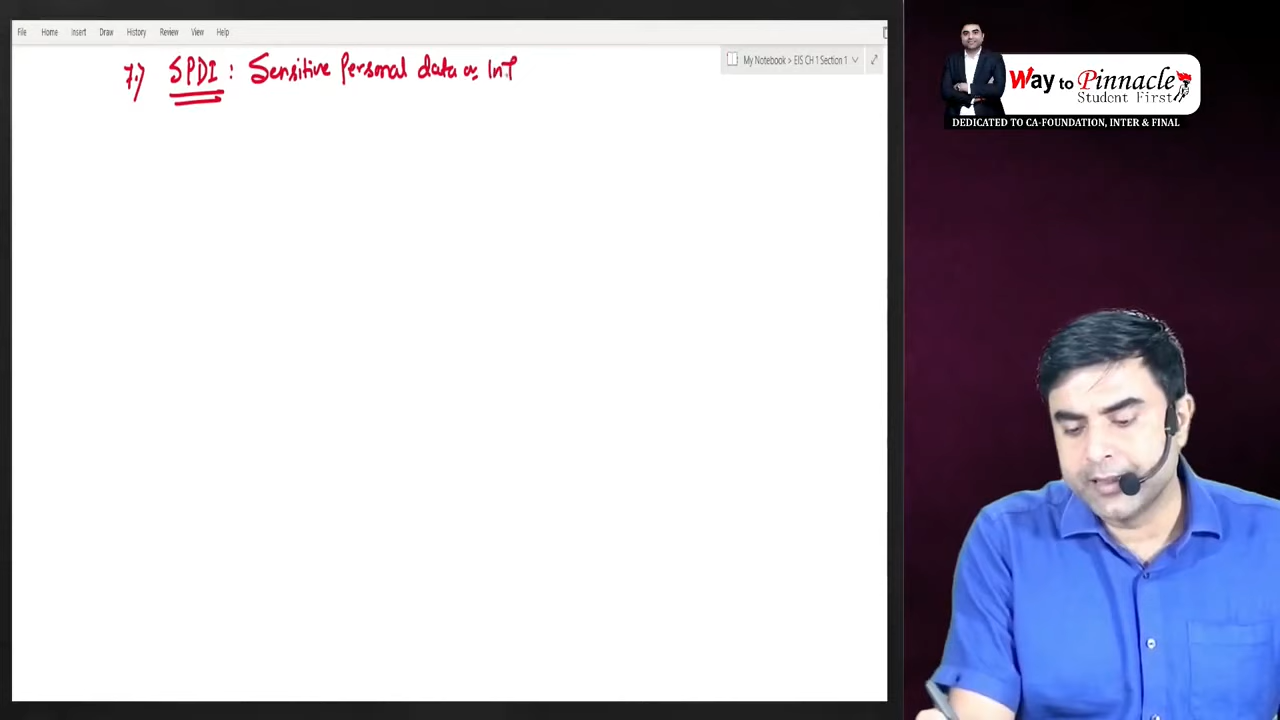 File Home Insert Draw History Review View Help
7.) SPDI : Sensitive Personal data or Inf
My Notebook > EIS CH 1 Section 1
Way to Pinnacle
Student First
DEDICATED TO CA-FOUNDATION, INTER & FINAL